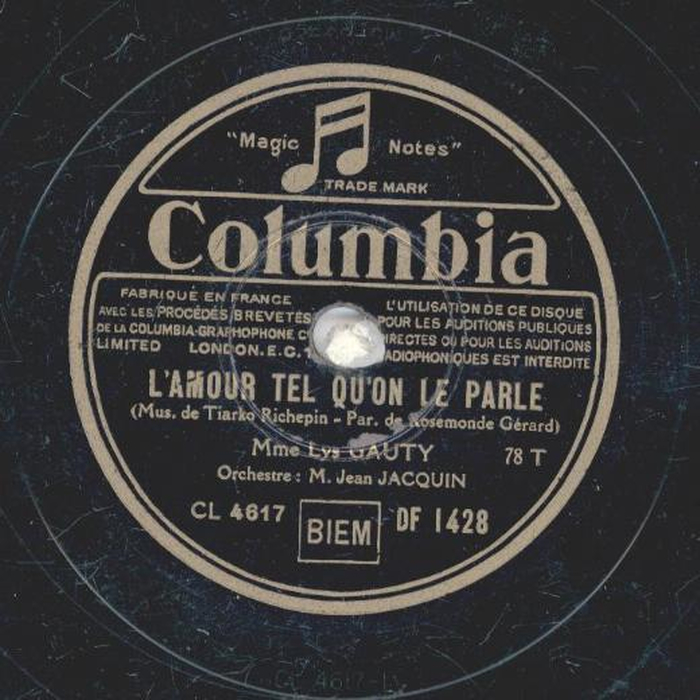 "Magic Notes"
TRADE MARK
Columbia
FABRIQUÉ EN FRANCE
AVEC LES PROCÉDÉS BREVETÉS
DE LA COLUMBIA GRAPHOPHONE
LIMITED LONDON.E.C.1
L'UTILISATION DE CE DISQUE
POUR LES AUDITIONS PUBLIQUES
DIRECTES OU POUR LES AUDITIONS
RADIOPHONIQUES EST INTERDITE
L'AMOUR TEL QU'ON LE PARLE
(Mus. de Tiarko Richepin - Par. de Rosemonde Gérard)
Mme Lys GAUTY 78 T
Orchestre : M. Jean JACQUIN
CL 4617 BIEM DF 1428